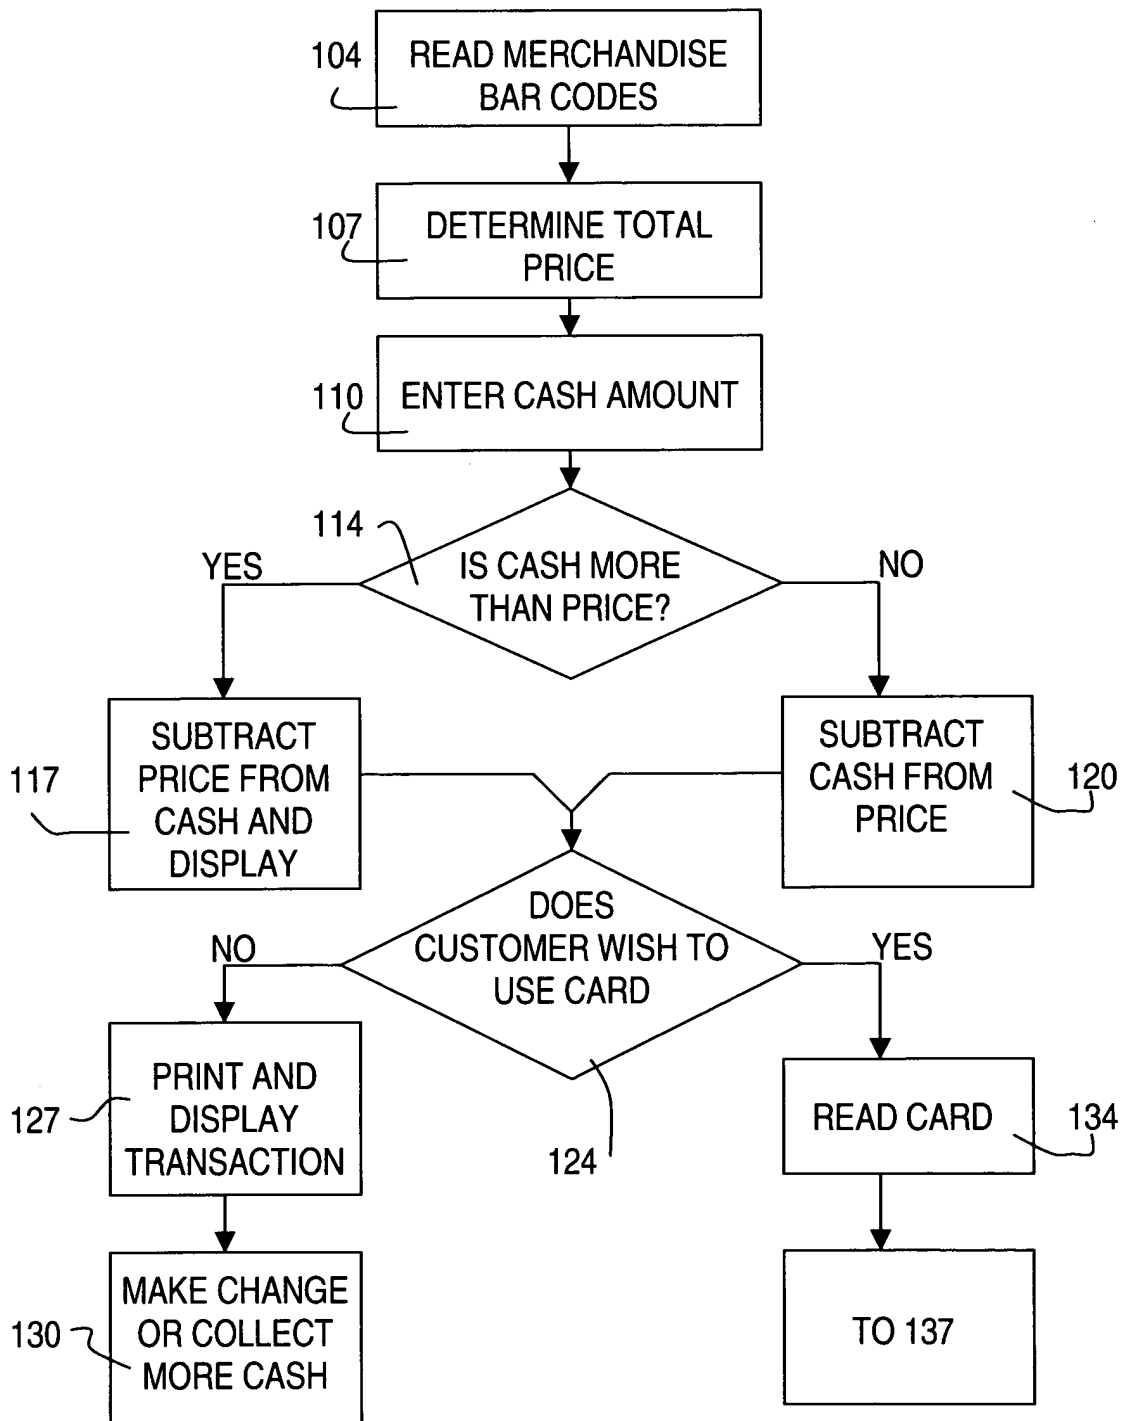 104
READ MERCHANDISE
BAR CODES
107
DETERMINE TOTAL
PRICE
110
ENTER CASH AMOUNT
114
IS CASH MORE
THAN PRICE?
YES
NO
117
SUBTRACT
PRICE FROM
CASH AND
DISPLAY
SUBTRACT
CASH FROM
PRICE
120
DOES
CUSTOMER WISH TO
USE CARD
NO
YES
124
127
PRINT AND
DISPLAY
TRANSACTION
READ CARD
134
130
MAKE CHANGE
OR COLLECT
MORE CASH
TO 137